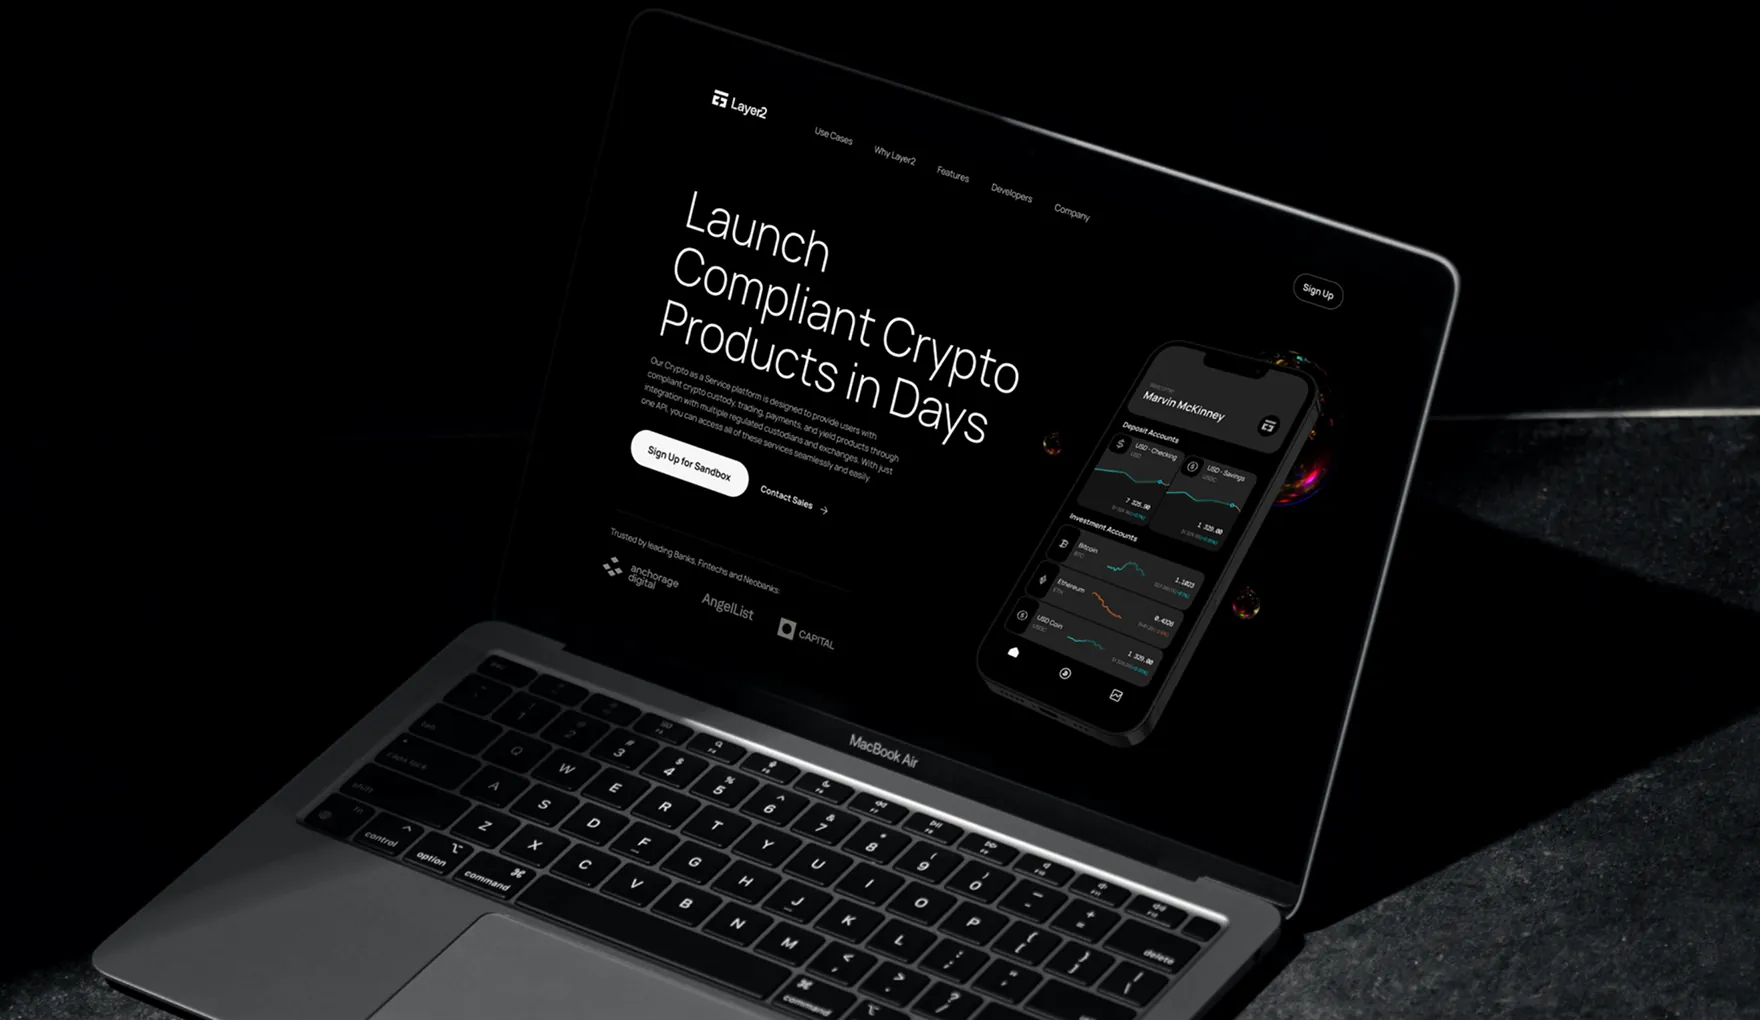 Layer2
Use Cases
Why Layer2
Features
Developers
Company
Sign Up
Launch
Compliant Crypto
Products in Days
Our Crypto as a Service platform is designed to provide users with
compliant crypto custody, trading, payments, and yield products through
integration with multiple regulated custodians and exchanges. With just
one API, you can access all of these services seamlessly and easily.
Sign Up for Sandbox
Contact Sales →
Trusted by leading Banks, Fintechs and Neobanks:
anchorage
digital
AngelList
CAPITAL
Welcome
Marvin McKinney
Deposit Accounts
USD - Checking
USD
7 325.00
USD - Savings
USDC
1 329.00
Investment Accounts
Bitcoin
BTC
1.1023
Ethereum
ETH
0.4326
USD Coin
USDC
1 329.00
MacBook Air
esc
1
@ 2
# 3
$ 4
% 5
^ 6
& 7
* 8
( 9
) 0
_ -
+ =
delete
tab
Q W E R T Y U I O P { [ } ] | \
caps lock
A S D F G H J K L : ; " '
shift
Z X C V B N M < , > . ? /
fn
control
option
command
command